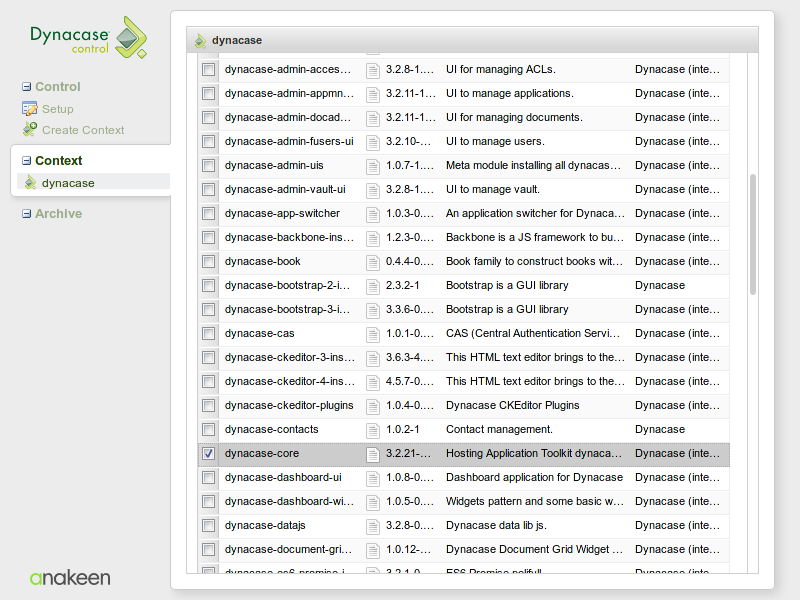 Dynacase
control
Control
Setup
Create Context
Context
dynacase
Archive
anakeen
dynacase
dynacase-admin-acces... 3.2.8-1.... UI for managing ACLs. Dynacase (inte...
dynacase-admin-appmn... 3.2.11-1... UI to manage applications. Dynacase (inte...
dynacase-admin-docad... 3.2.11-1... UI for managing documents. Dynacase (inte...
dynacase-admin-fusers-ui 3.2.10-... UI to manage users. Dynacase (inte...
dynacase-admin-uis 1.0.7-1.... Meta module installing all dynacas... Dynacase (inte...
dynacase-admin-vault-ui 3.2.8-1.... UI to manage vault. Dynacase (inte...
dynacase-app-switcher 1.0.3-0.... An application switcher for Dynaca... Dynacase (inte...
dynacase-backbone-ins... 1.2.3-0.... Backbone is a JS framework to bu... Dynacase (inte...
dynacase-book 0.4.4-0.... Book family to construct books wit... Dynacase (inte...
dynacase-bootstrap-2-i... 2.3.2-1 Bootstrap is a GUI library Dynacase
dynacase-bootstrap-3-i... 3.3.6-0.... Bootstrap is a GUI library Dynacase (inte...
dynacase-cas 1.0.1-0.... CAS (Central Authentication Servi... Dynacase (inte...
dynacase-ckeditor-3-ins... 3.6.3-4.... This HTML text editor brings to the... Dynacase (inte...
dynacase-ckeditor-4-ins... 4.5.7-0.... This HTML text editor brings to the... Dynacase (inte...
dynacase-ckeditor-plugins 1.0.4-0.... Dynacase CKEditor Plugins Dynacase (inte...
dynacase-contacts 1.0.2-1 Contact management. Dynacase
dynacase-core 3.2.21-... Hosting Application Toolkit dynaca... Dynacase (inte...
dynacase-dashboard-ui 1.0.8-0.... Dashboard application for Dynacase Dynacase (inte...
dynacase-dashboard-wi... 1.0.5-0.... Widgets pattern and some basic w... Dynacase (inte...
dynacase-datajs 3.2.8-0.... Dynacase data lib js. Dynacase (inte...
dynacase-document-gri... 1.0.12-... Dynacase Document Grid Widget ... Dynacase (inte...